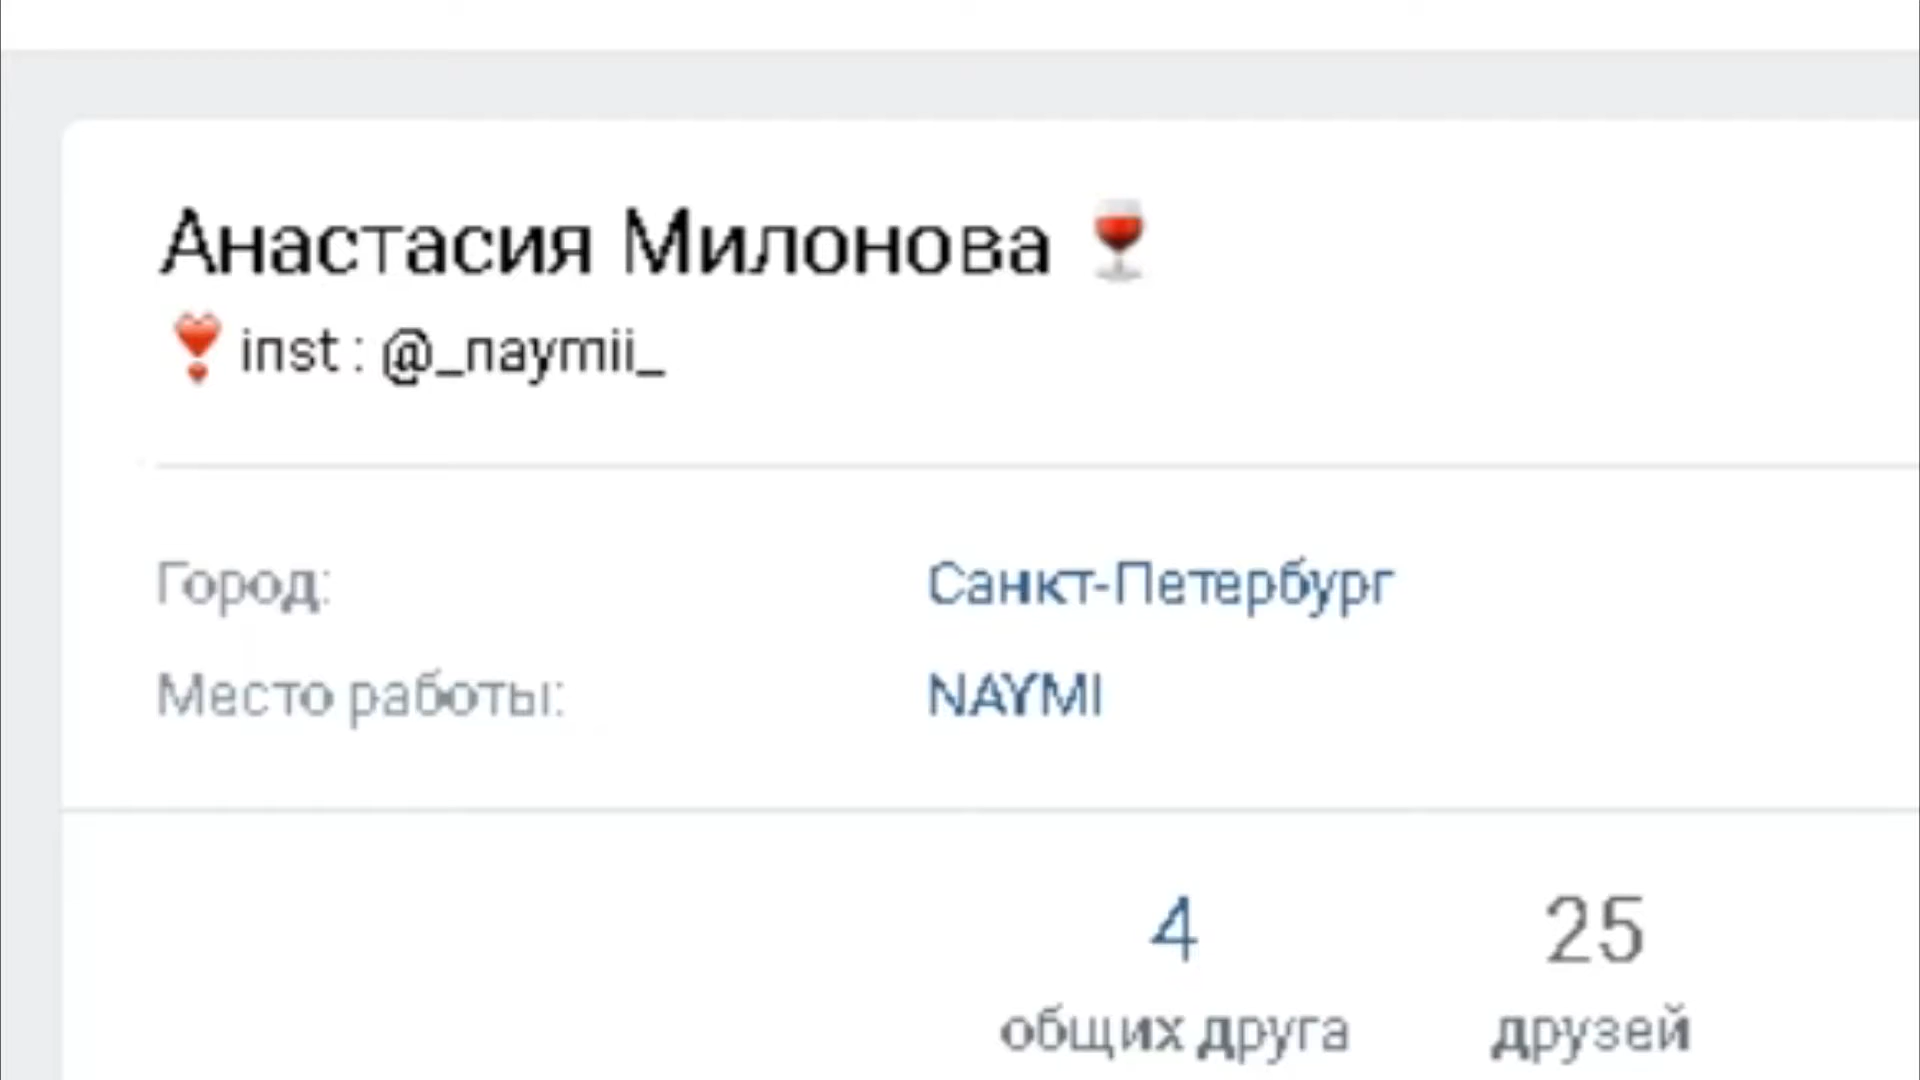 Анастасия Милонова 🍷
❣️ inst : @_naymii_
Город: Санкт-Петербург
Место работы: NAYMI
4 25
общих друга друзей